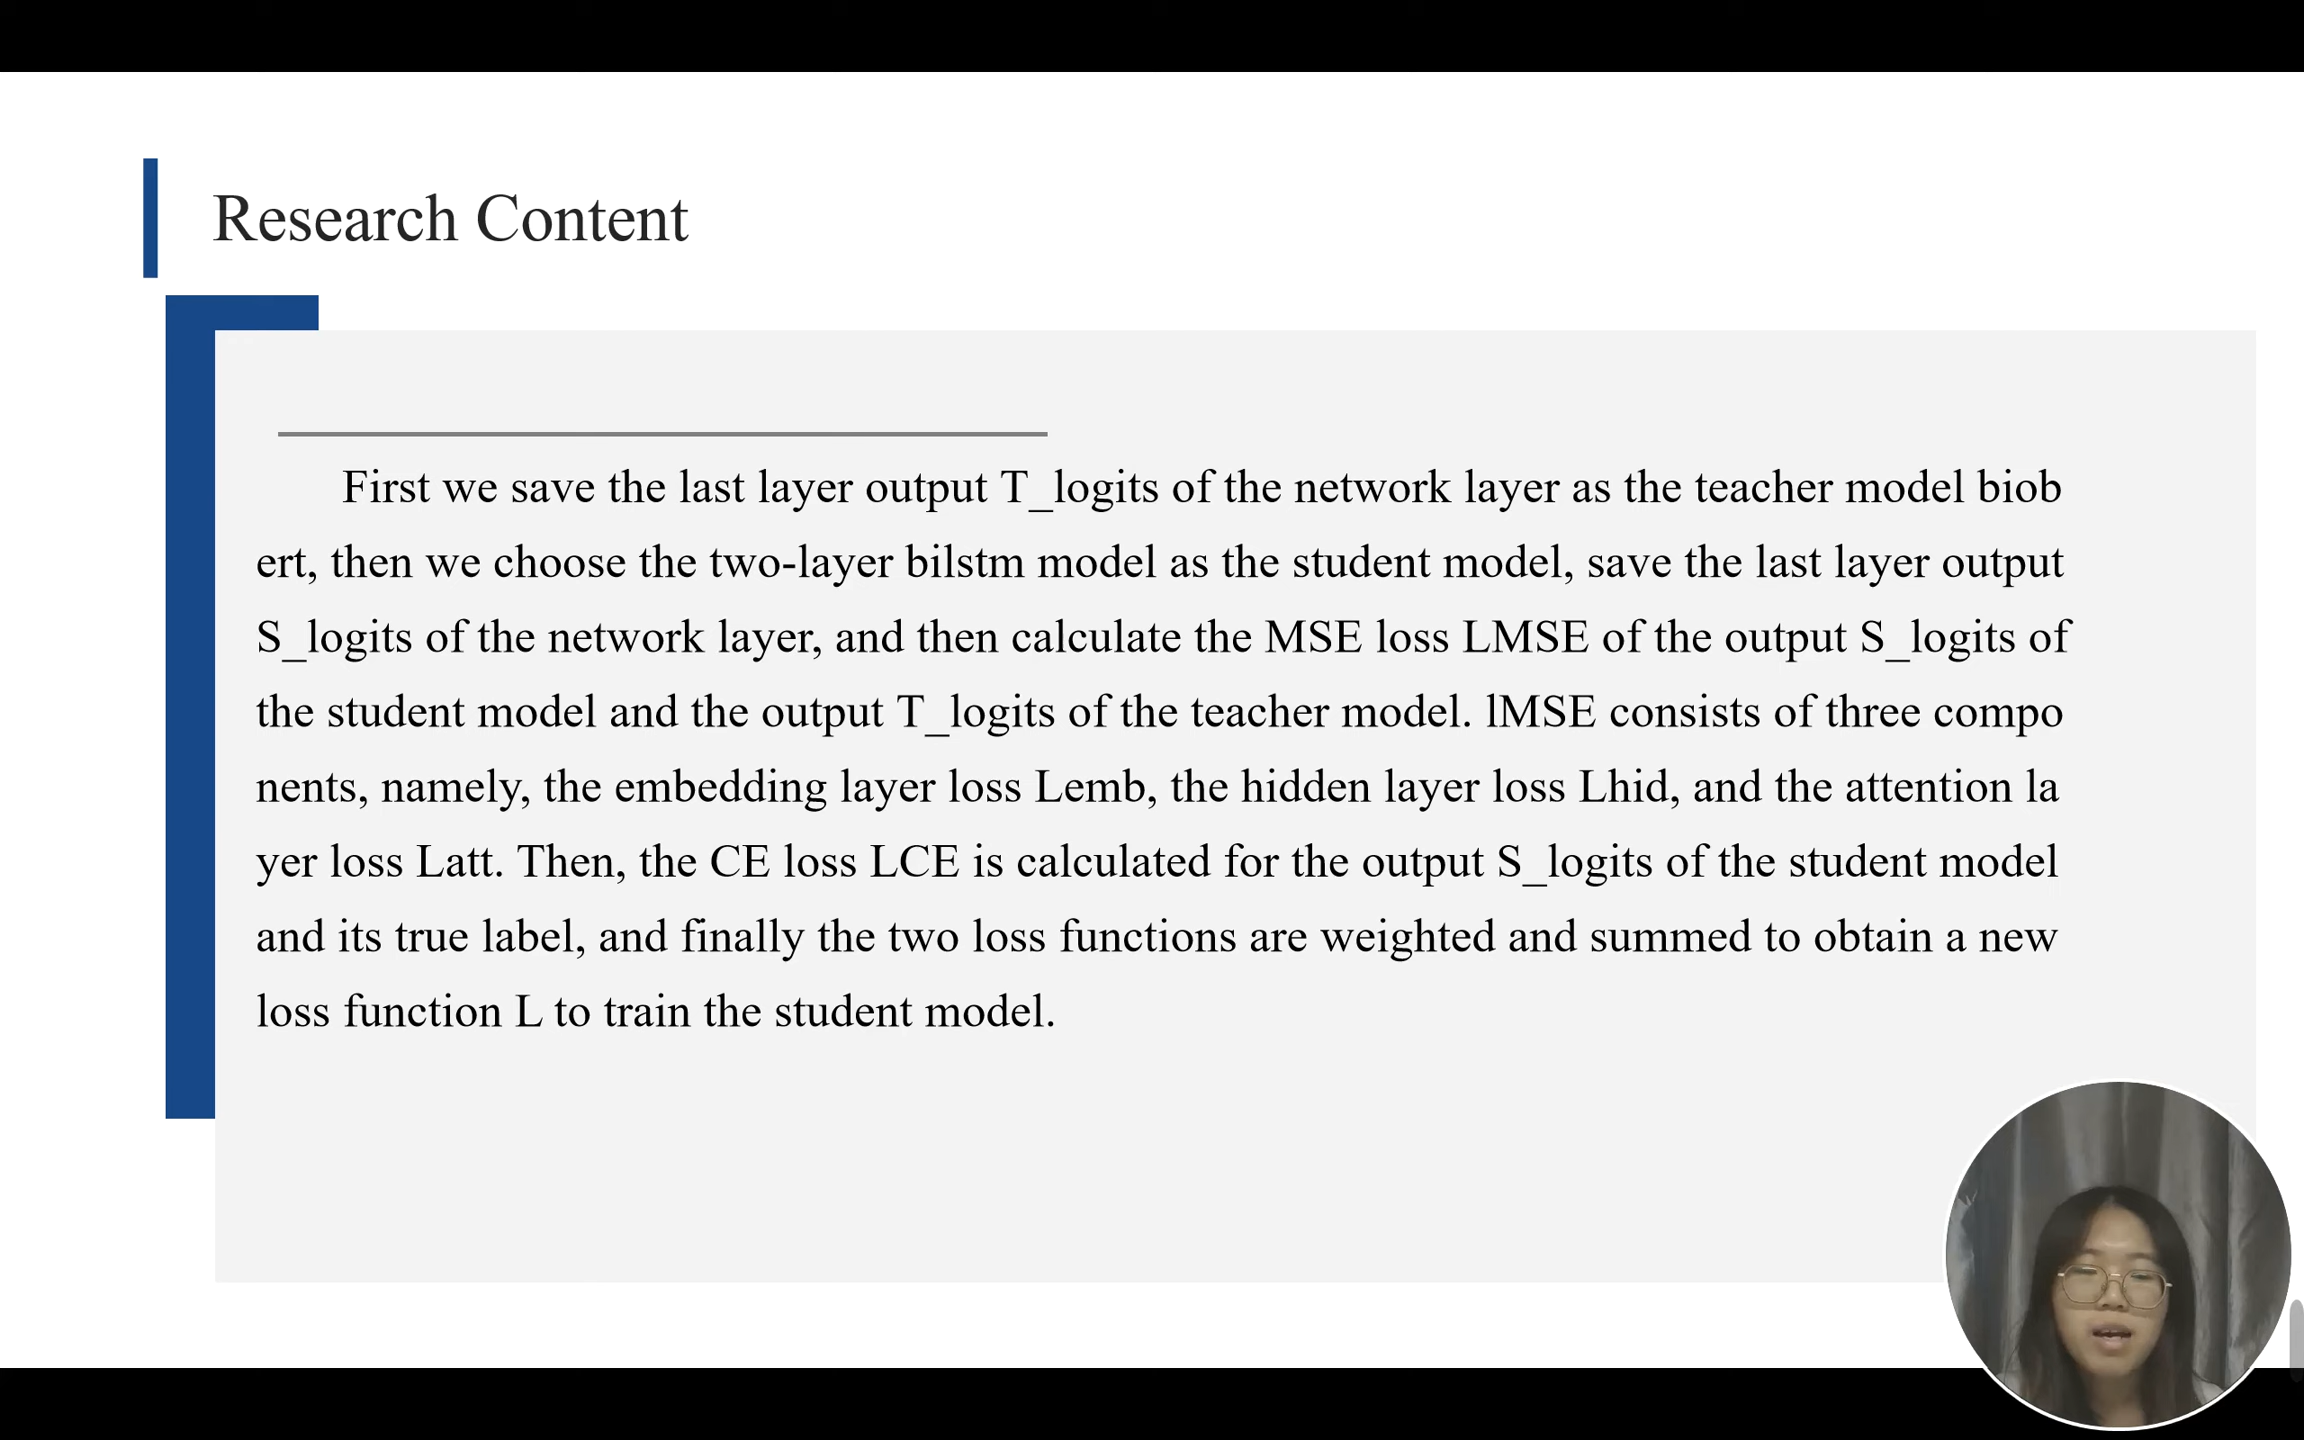 Research Content
First we save the last layer output T_logits of the network layer as the teacher model biob
ert, then we choose the two-layer bilstm model as the student model, save the last layer output
S_logits of the network layer, and then calculate the MSE loss LMSE of the output S_logits of
the student model and the output T_logits of the teacher model. lMSE consists of three compo
nents, namely, the embedding layer loss Lemb, the hidden layer loss Lhid, and the attention la
yer loss Latt. Then, the CE loss LCE is calculated for the output S_logits of the student model
and its true label, and finally the two loss functions are weighted and summed to obtain a new
loss function L to train the student model.